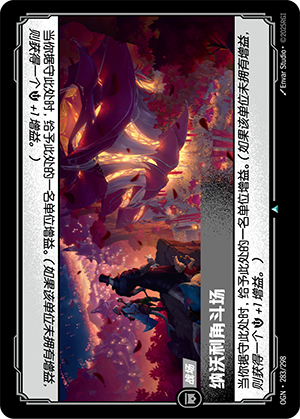 当你据守此处时,给予此处的一名单位增益。(如果该单位未拥有增益,
则获得一个 +1 增益。)
战场
纳沃利角斗场
当你据守此处时,给予此处的一名单位增益。(如果该单位未拥有增益,
则获得一个 +1 增益。)
OGN • 283/298
Envar Studio • ©2025RGI